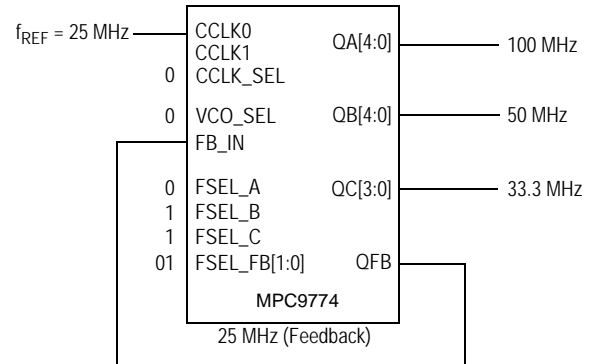 fREF = 25 MHz
CCLK0
CCLK1
0 CCLK_SEL
0 VCO_SEL
FB_IN
0 FSEL_A
1 FSEL_B
1 FSEL_C
01 FSEL_FB[1:0]
QA[4:0] 100 MHz
QB[4:0] 50 MHz
QC[3:0] 33.3 MHz
QFB
MPC9774
25 MHz (Feedback)